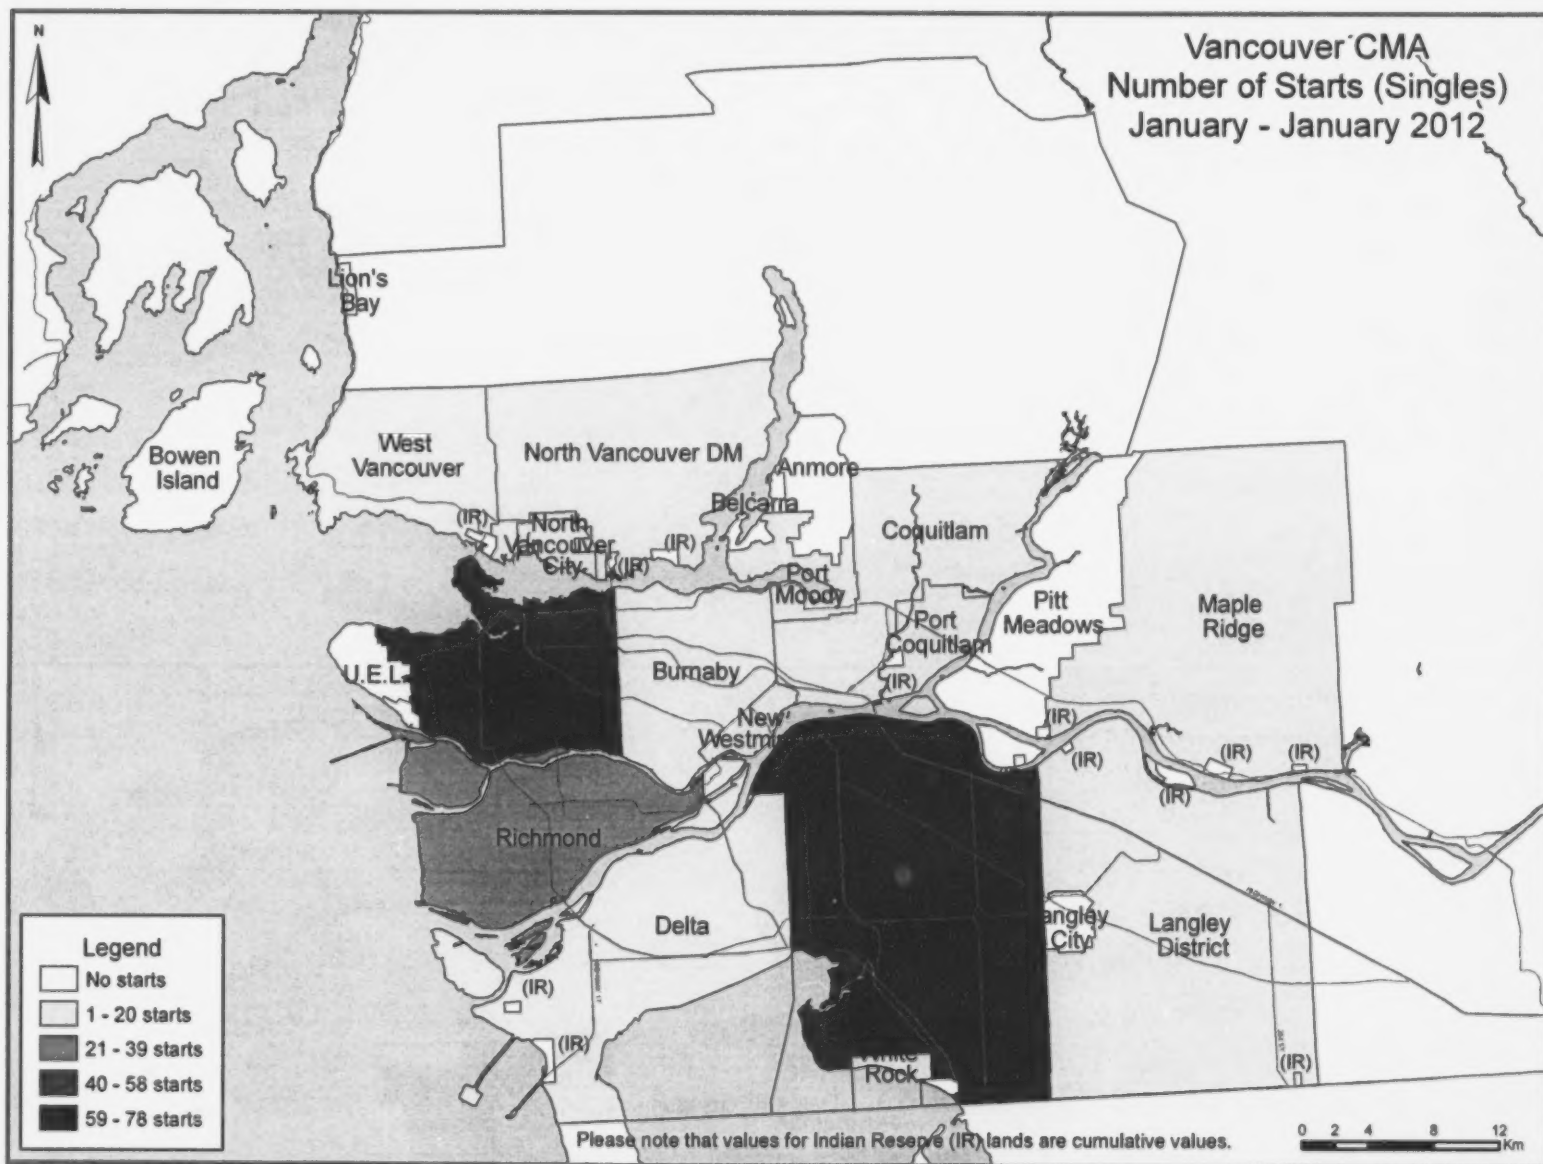 N
Vancouver CMA
Number of Starts (Singles)
January - January 2012
Lion's
Bay
Bowen
Island
West
Vancouver
North Vancouver DM
Anmore
Belcarra
(IR)
North
Vancouver
City
(IR)
(IR)
Coquitlam
Port
Moody
Port
Coquitlam
Pitt
Meadows
Maple
Ridge
U.E.L.
Burnaby
(IR)
New
(IR)
(IR)
(IR)
(IR)
(IR)
Richmond
Delta
City
Langley
District
(IR)
(IR)
(IR)
Rock
Legend
No starts
1 - 20 starts
21 - 39 starts
40 - 58 starts
59 - 78 starts
Please note that values for Indian Reserve (IR) lands are cumulative values.
0 2 4 8 12
Km